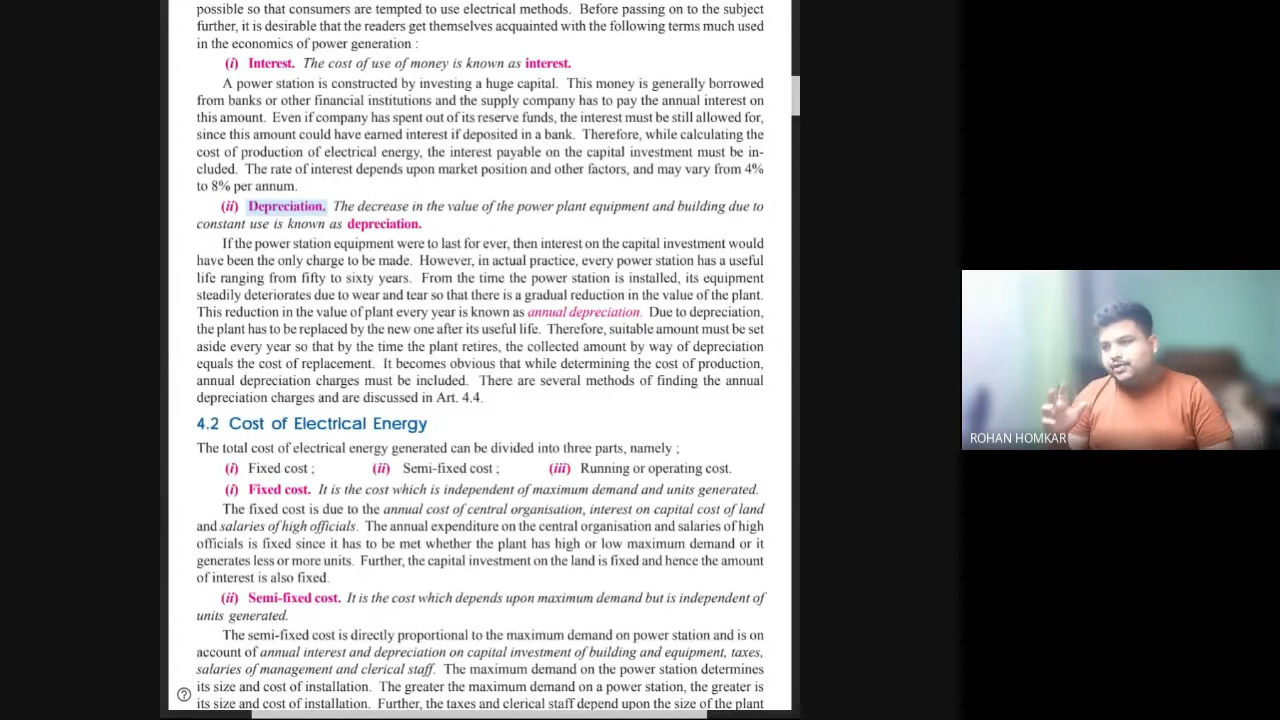 possible so that consumers are tempted to use electrical methods. Before passing on to the subject
further, it is desirable that the readers get themselves acquainted with the following terms much used
in the economics of power generation :
(i) Interest. The cost of use of money is known as interest.
A power station is constructed by investing a huge capital. This money is generally borrowed
from banks or other financial institutions and the supply company has to pay the annual interest on
this amount. Even if company has spent out of its reserve funds, the interest must be still allowed for,
since this amount could have earned interest if deposited in a bank. Therefore, while calculating the
cost of production of electrical energy, the interest payable on the capital investment must be in-
cluded. The rate of interest depends upon market position and other factors, and may vary from 4%
to 8% per annum.
(ii) Depreciation. The decrease in the value of the power plant equipment and building due to
constant use is known as depreciation.
If the power station equipment were to last for ever, then interest on the capital investment would
have been the only charge to be made. However, in actual practice, every power station has a useful
life ranging from fifty to sixty years. From the time the power station is installed, its equipment
steadily deteriorates due to wear and tear so that there is a gradual reduction in the value of the plant.
This reduction in the value of plant every year is known as annual depreciation. Due to depreciation,
the plant has to be replaced by the new one after its useful life. Therefore, suitable amount must be set
aside every year so that by the time the plant retires, the collected amount by way of depreciation
equals the cost of replacement. It becomes obvious that while determining the cost of production,
annual depreciation charges must be included. There are several methods of finding the annual
depreciation charges and are discussed in Art. 4.4.
4.2 Cost of Electrical Energy
The total cost of electrical energy generated can be divided into three parts, namely ;
(i) Fixed cost ; (ii) Semi-fixed cost ; (iii) Running or operating cost.
(i) Fixed cost. It is the cost which is independent of maximum demand and units generated.
The fixed cost is due to the annual cost of central organisation, interest on capital cost of land
and salaries of high officials. The annual expenditure on the central organisation and salaries of high
officials is fixed since it has to be met whether the plant has high or low maximum demand or it
generates less or more units. Further, the capital investment on the land is fixed and hence the amount
of interest is also fixed.
(ii) Semi-fixed cost. It is the cost which depends upon maximum demand but is independent of
units generated.
The semi-fixed cost is directly proportional to the maximum demand on power station and is on
account of annual interest and depreciation on capital investment of building and equipment, taxes,
salaries of management and clerical staff. The maximum demand on the power station determines
its size and cost of installation. The greater the maximum demand on a power station, the greater is
its size and cost of installation. Further, the taxes and clerical staff depend upon the size of the plant
ROHAN HOMKAR